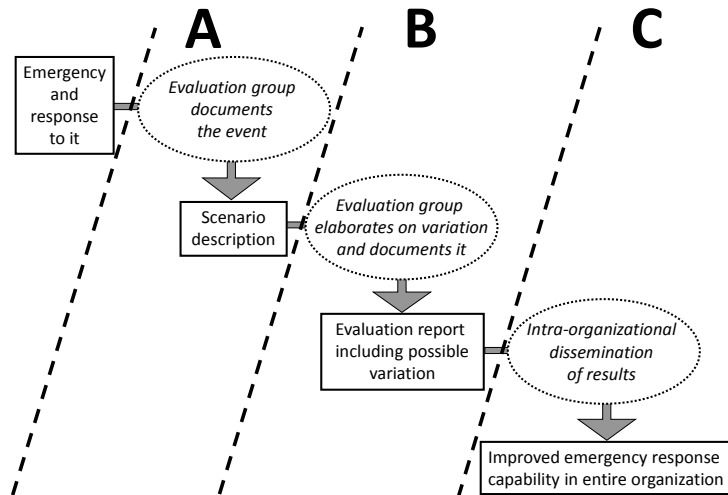 A
B
C
Emergency
and
response
to it
Evaluation group
documents
the event
Scenario
description
Evaluation group
elaborates on variation
and documents it
Evaluation report
including possible
variation
Intra-organizational
dissemination
of results
Improved emergency response
capability in entire organization